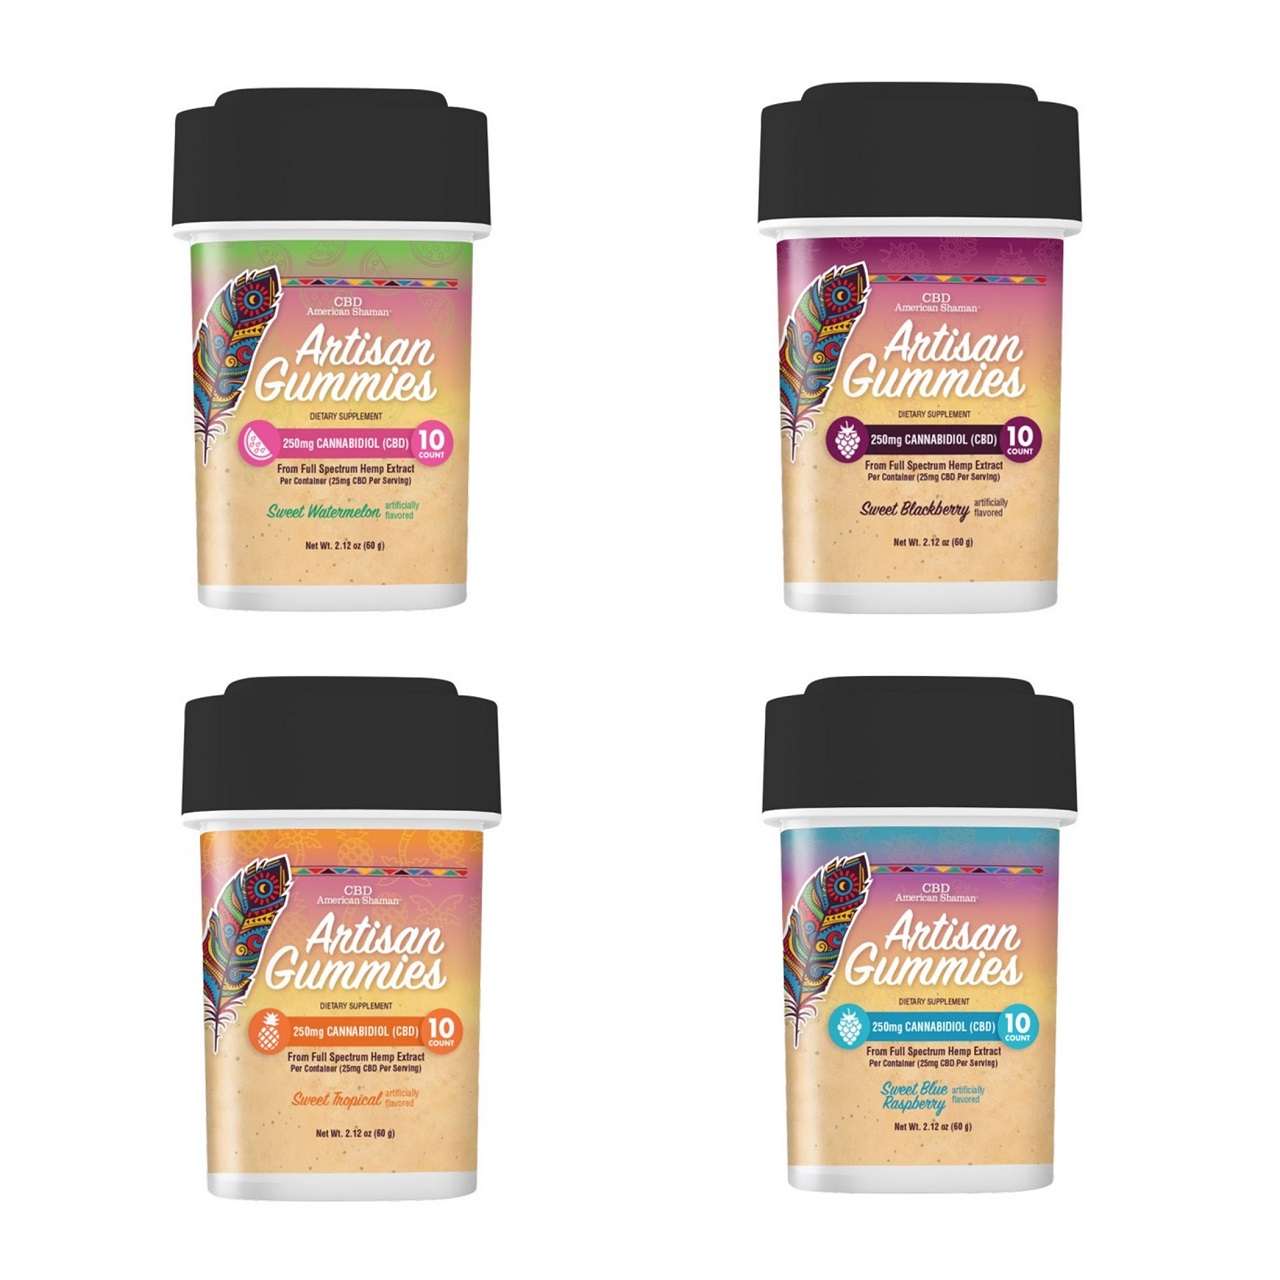 CBD
American Shaman
Artisan
Gummies
DIETARY SUPPLEMENT
250mg CANNABIDIOL (CBD)
10
COUNT
From Full Spectrum Hemp Extract
Per Container (25mg CBD Per Serving)
Sweet Watermelon artificially
flavored
Net Wt. 2.12 oz (60 g)
CBD
American Shaman
Artisan
Gummies
DIETARY SUPPLEMENT
250mg CANNABIDIOL (CBD)
10
COUNT
From Full Spectrum Hemp Extract
Per Container (25mg CBD Per Serving)
Sweet Blackberry artificially
flavored
Net Wt. 2.12 oz (60 g)
CBD
American Shaman
Artisan
Gummies
DIETARY SUPPLEMENT
250mg CANNABIDIOL (CBD)
10
COUNT
From Full Spectrum Hemp Extract
Per Container (25mg CBD Per Serving)
Sweet Tropical artificially
flavored
Net Wt. 2.12 oz (60 g)
CBD
American Shaman
Artisan
Gummies
DIETARY SUPPLEMENT
250mg CANNABIDIOL (CBD)
10
COUNT
From Full Spectrum Hemp Extract
Per Container (25mg CBD Per Serving)
Sweet Blue
Raspberry
artificially
flavored
Net Wt. 2.12 oz (60 g)